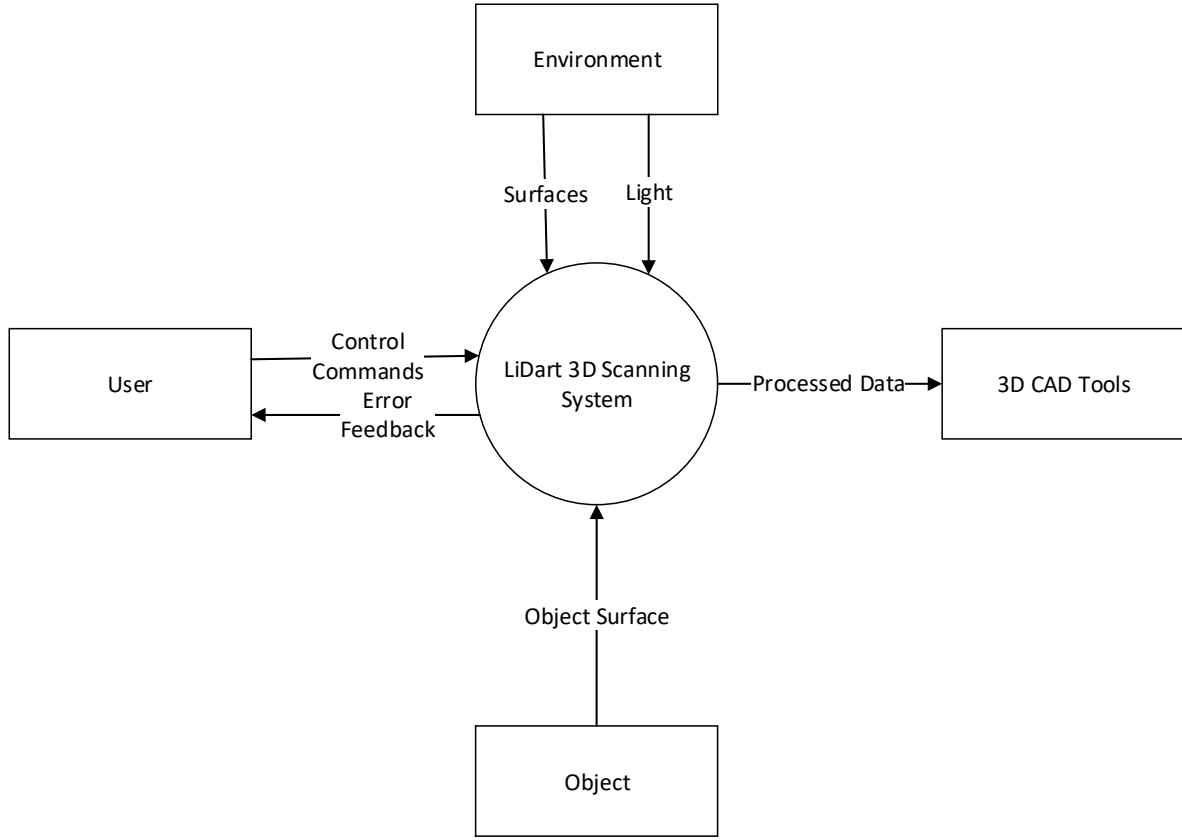 Environment
Surfaces
Light
User
Control
Commands
Error
Feedback
LiDart 3D Scanning
System
Processed Data
3D CAD Tools
Object Surface
Object